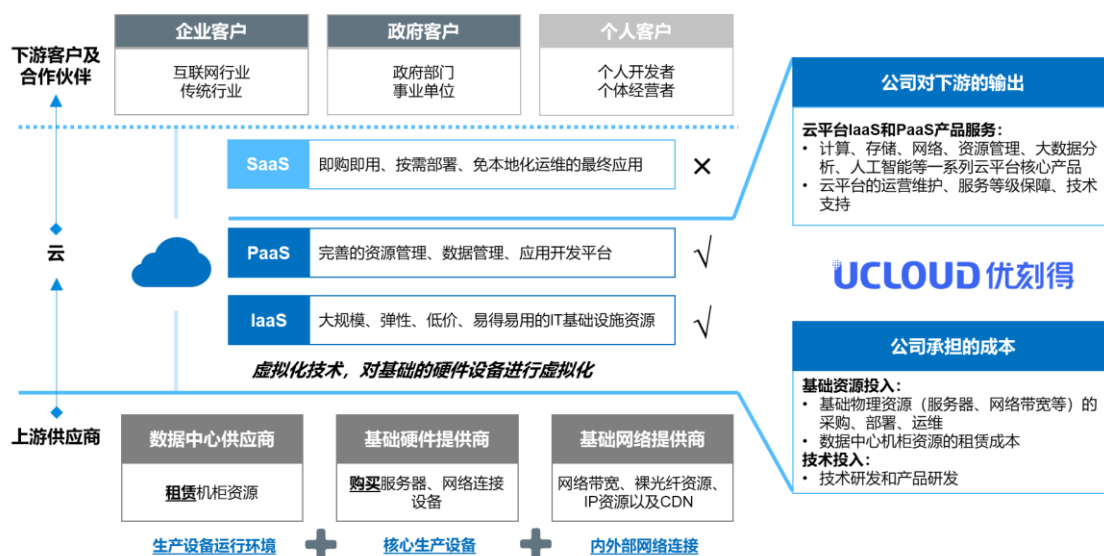 下游客户及
合作伙伴
企业客户
互联网行业
传统行业
政府客户
政府部门
事业单位
个人客户
个人开发者
个体经营者
云
SaaS
即购即用、按需部署、免本地化运维的最终应用
×
PaaS
完善的资源管理、数据管理、应用开发平台
√
IaaS
大规模、弹性、低价、易得易用的IT基础设施资源
√
虚拟化技术，对基础的硬件设备进行虚拟化
上游供应商
数据中心供应商
租赁机柜资源
生产设备运行环境
+
基础硬件提供商
购买服务器、网络连接
设备
核心生产设备
+
基础网络提供商
网络带宽、裸光纤资源、
IP资源以及CDN
内外部网络连接
公司对下游的输出
云平台IaaS和PaaS产品服务：
• 计算、存储、网络、资源管理、大数据分
析、人工智能等一系列云平台核心产品
• 云平台的运营维护、服务等级保障、技术
支持
UCLOUD优刻得
公司承担的成本
基础资源投入：
• 基础物理资源（服务器、网络带宽等）的
采购、部署、运维
• 数据中心机柜资源的租赁成本
技术投入：
• 技术研发和产品研发